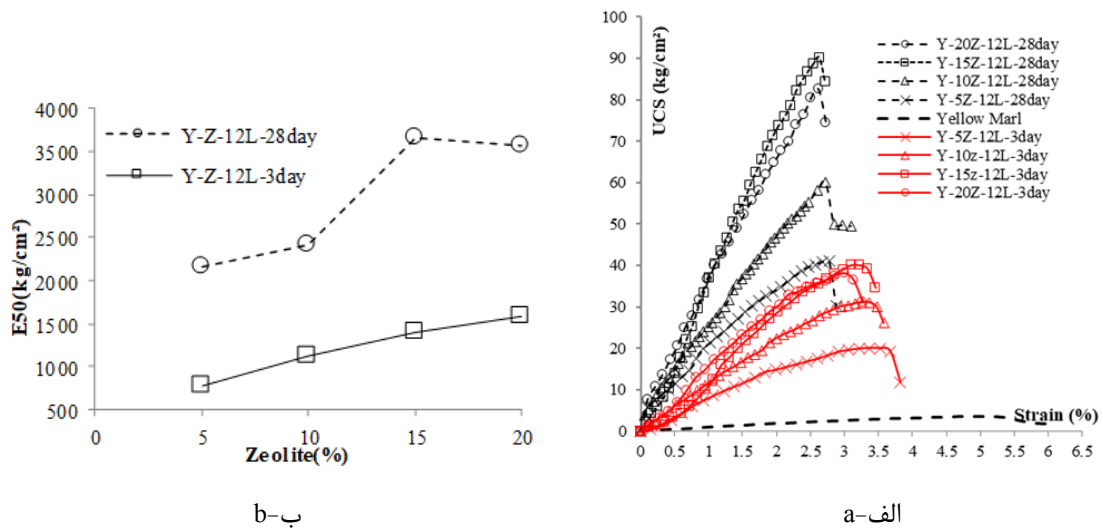 4000
3500
3000
2500
2000
1500
1000
500
0
5
10
15
20
E50(kg/cm²)
Zeolite(%)
Y-Z-12L-28day
Y-Z-12L-3day
b-ب
100
90
80
70
60
50
40
30
20
10
0
UCS (kg/cm²)
Y-20Z-12L-28day
Y-15Z-12L-28day
Y-10Z-12L-28day
Y-5Z-12L-28day
Yellow Marl
Y-5Z-12L-3day
Y-10z-12L-3day
Y-15z-12L-3day
Y-20Z-12L-3day
Strain (%)
0 0.5 1 1.5 2 2.5 3 3.5 4 4.5 5 5.5 6 6.5
a-الف